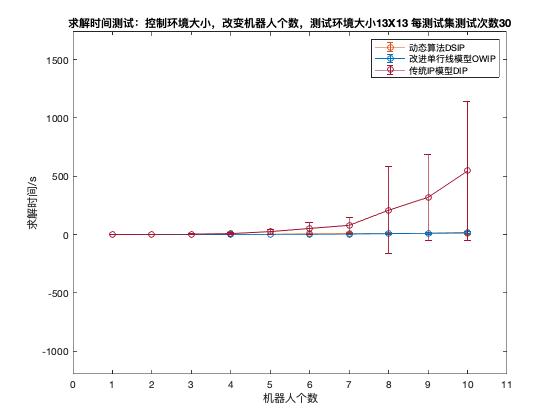 求解时间测试：控制环境大小，改变机器人个数，测试环境大小13X13 每测试集测试次数30
动态算法DSIP
改进单行线模型OWIP
传统IP模型DIP
1500
1000
500
0
-500
-1000
求解时间/s
0 1 2 3 4 5 6 7 8 9 10 11
机器人个数